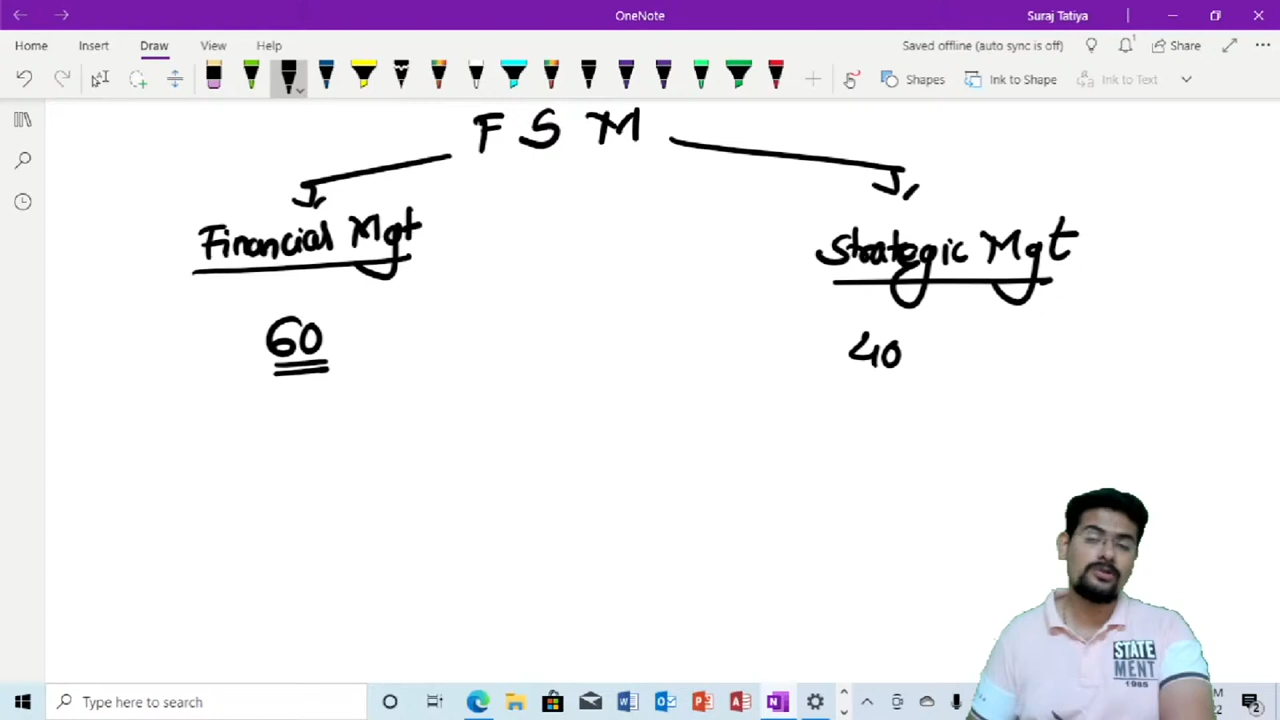 OneNote
Suraj Tatiya
Home Insert Draw View Help
Saved offline (auto sync is off)
Share
Shapes
Ink to Shape
Ink to Text
F S M
Financial Mgt
Strategic Mgt
60
40
STATE
MENT
1985
Type here to search